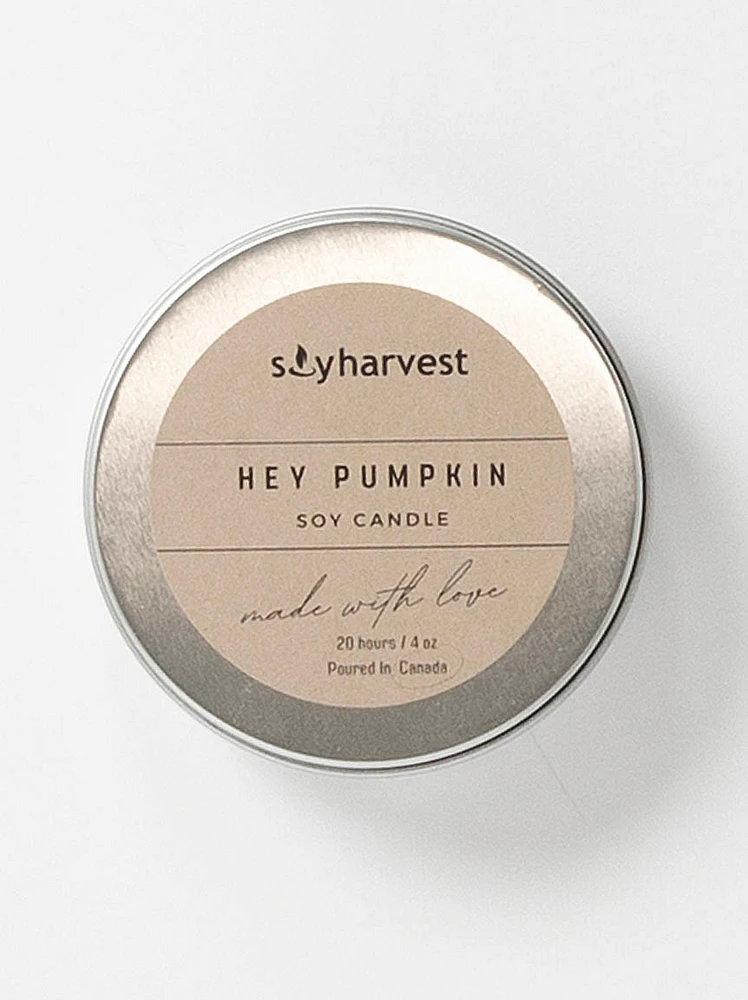 soyharvest
HEY PUMPKIN
SOY CANDLE
made with love
20 hours / 4 oz
Poured In Canada